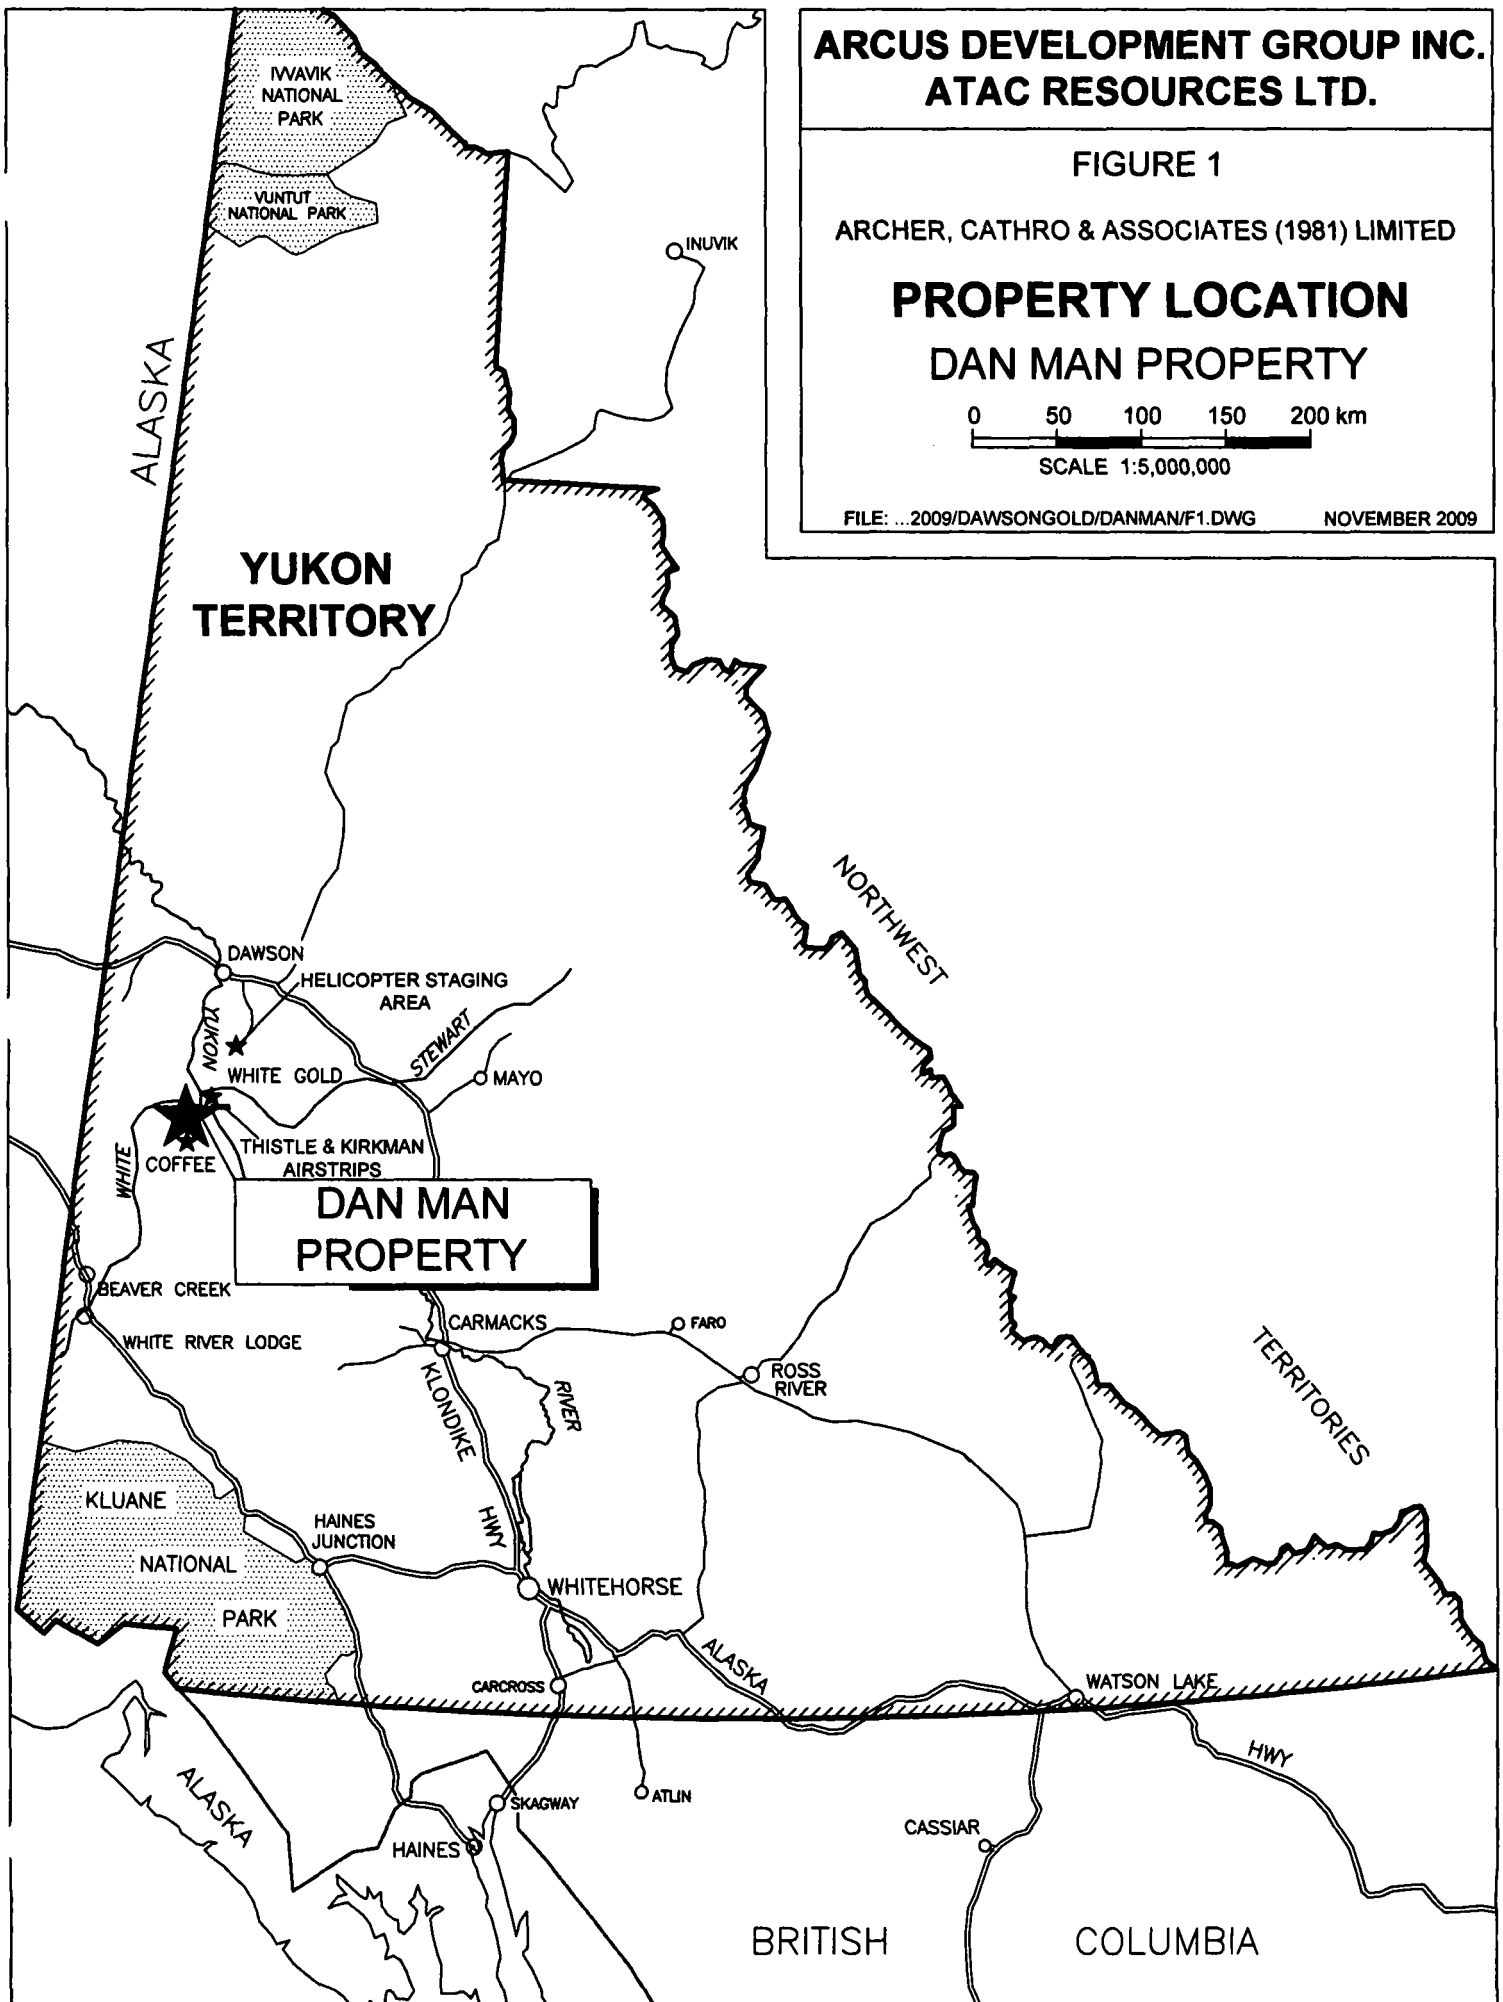 ARCUS DEVELOPMENT GROUP INC.
ATAC RESOURCES LTD.
FIGURE 1
ARCHER, CATHRO & ASSOCIATES (1981) LIMITED
PROPERTY LOCATION
DAN MAN PROPERTY
0 50 100 150 200 km
SCALE 1:5,000,000
FILE: ...2009/DAWSONGOLD/DANMAN/F1.DWG NOVEMBER 2009
IVVAVIK
NATIONAL
PARK
VUNTUT
NATIONAL PARK
INUVIK
ALASKA
YUKON
TERRITORY
NORTHWEST
TERRITORIES
DAWSON
HELICOPTER STAGING
AREA
YUKON
STEWART
WHITE GOLD
MAYO
THISTLE & KIRKMAN
AIRSTRIPS
COFFEE
WHITE
DAN MAN
PROPERTY
BEAVER CREEK
WHITE RIVER LODGE
CARMACKS
FARO
ROSS
RIVER
KLONDIKE
HWY
RIVER
KLUANE
NATIONAL
PARK
HAINES
JUNCTION
WHITEHORSE
CARCROSS
ALASKA
HWY
WATSON LAKE
ALASKA
SKAGWAY
ATLIN
HAINES
CASSIAR
BRITISH COLUMBIA